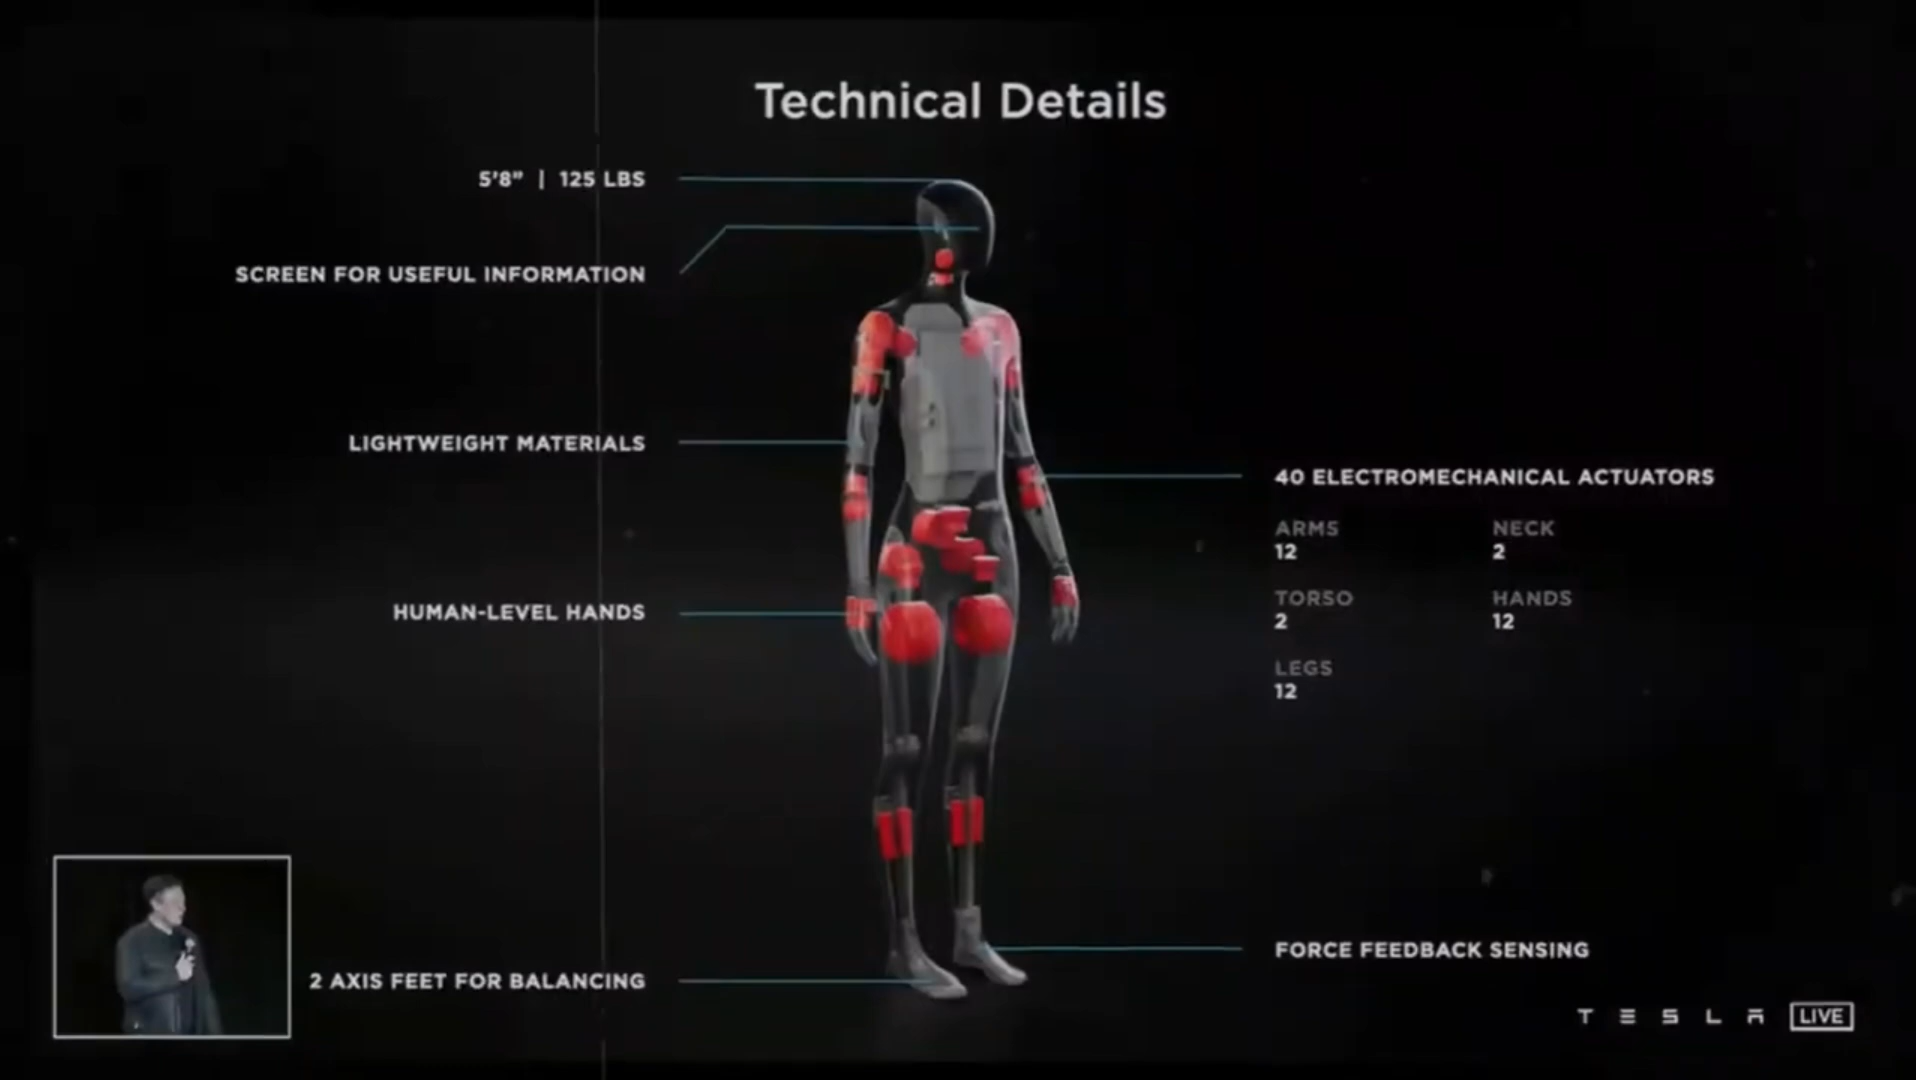 Technical Details
5'8" | 125 LBS
SCREEN FOR USEFUL INFORMATION
LIGHTWEIGHT MATERIALS
HUMAN-LEVEL HANDS
2 AXIS FEET FOR BALANCING
40 ELECTROMECHANICAL ACTUATORS
ARMS
12
NECK
2
TORSO
2
HANDS
12
LEGS
12
FORCE FEEDBACK SENSING
TESLA LIVE